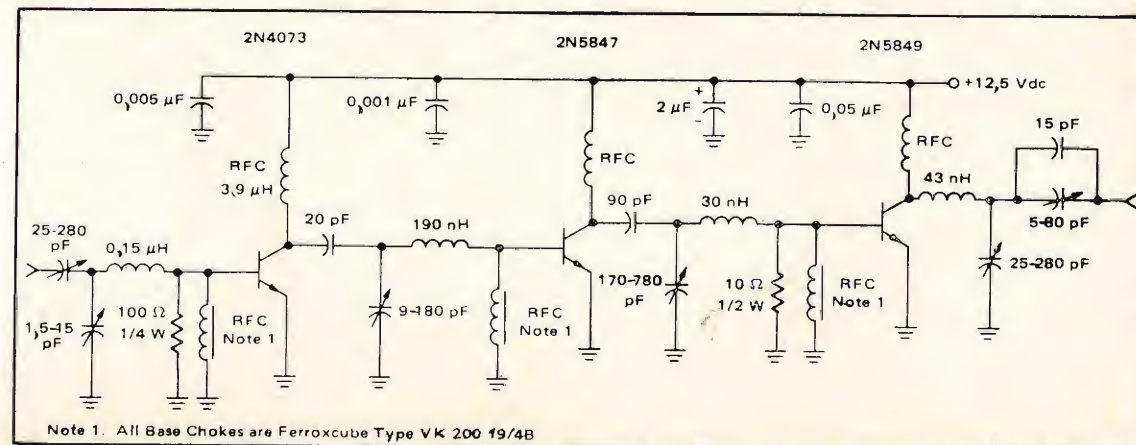 2N4073
2N5847
2N5849
+12,5 Vdc
0,005 µF
0,001 µF
2 µF
+
-
0,05 µF
15 pF
RFC
3,9 µH
RFC
RFC
43 nH
20 pF
190 nH
90 pF
30 nH
5-80 pF
25-280
pF
0,15 µH
1,5-15
pF
100 Ω
1/4 W
RFC
Note 1
9-180 pF
RFC
Note 1
170-780
pF
10 Ω
1/2 W
RFC
Note 1
25-280 pF
Note 1. All Base Chokes are Ferroxcube Type VK 200 19/4B